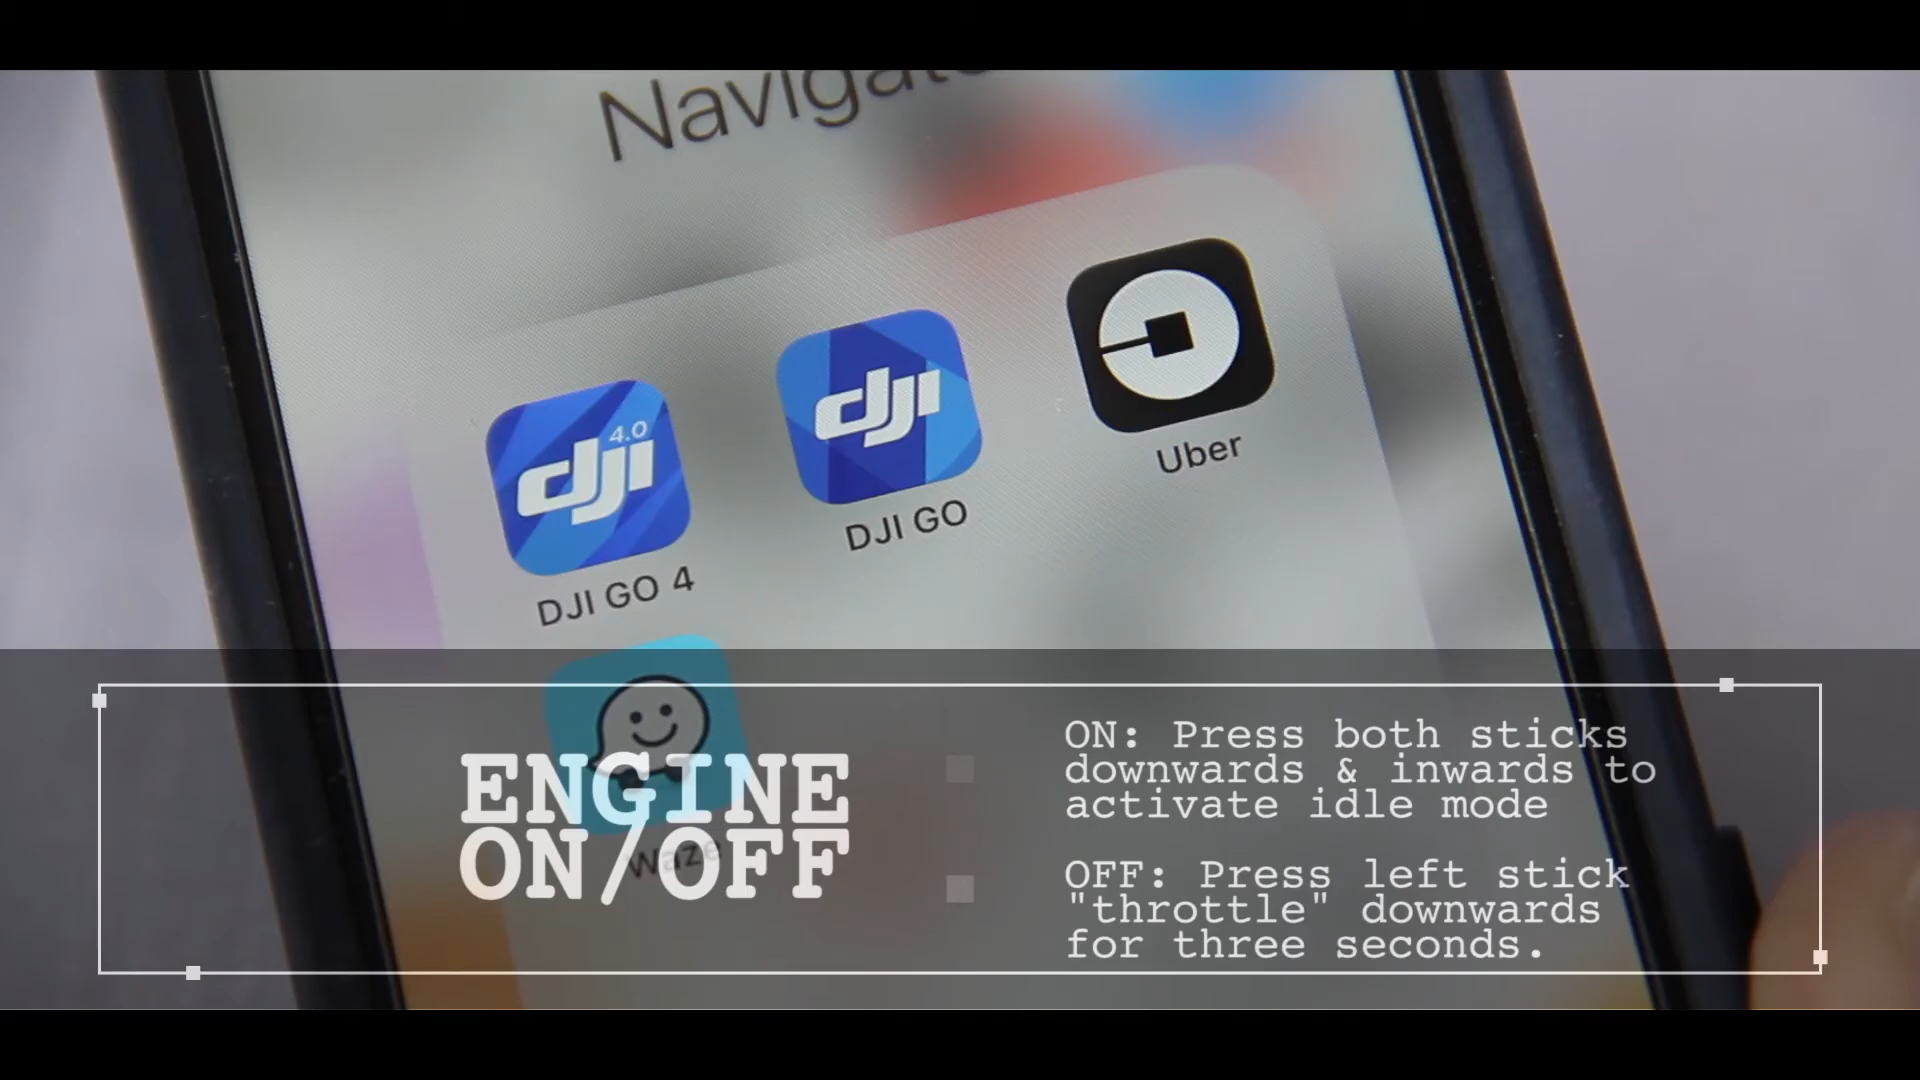 Navigat
4.0
dji
DJI GO 4
dji
DJI GO
Uber
Waze
ENGINE
ON/OFF
ON: Press both sticks
downwards & inwards to
activate idle mode
OFF: Press left stick
"throttle" downwards
for three seconds.